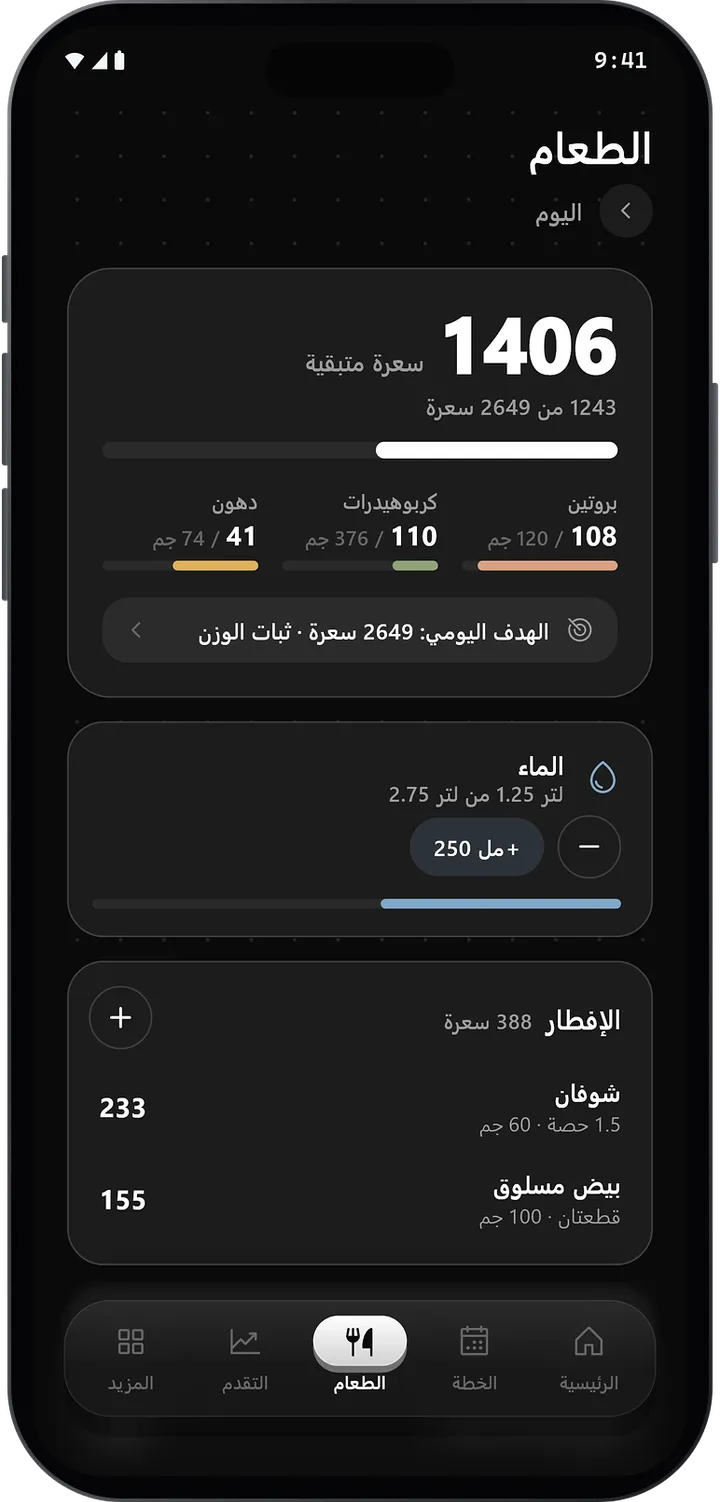 9:41
الطعام
اليوم
1406 سعرة متبقية
1243 من 2649 سعرة
بروتين
108 / 120 جم
كربوهيدرات
110 / 376 جم
دهون
41 / 74 جم
الهدف اليومي: 2649 سعرة · ثبات الوزن
الماء
لتر 1.25 من لتر 2.75
+مل 250
الإفطار 388 سعرة
شوفان
1.5 حصة · 60 جم
233
بيض مسلوق
قطعتان · 100 جم
155
الرئيسية
الخطة
الطعام
التقدم
المزيد